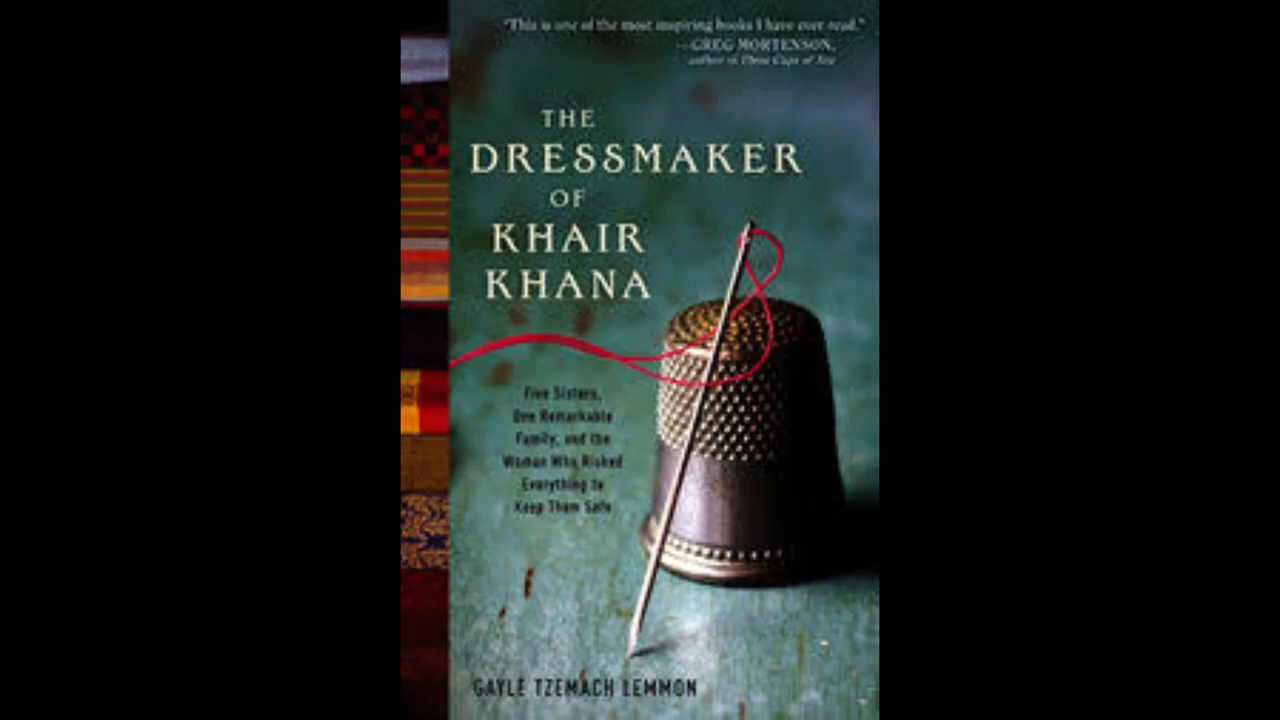 "This is one of the most inspiring books I have ever read."
—GREG MORTENSON,
author of Three Cups of Tea
THE
DRESSMAKER
OF
KHAIR
KHANA
Five Sisters,
One Remarkable
Family, and the
Woman Who Risked
Everything to
Keep Them Safe
GAYLE TZEMACH LEMMON